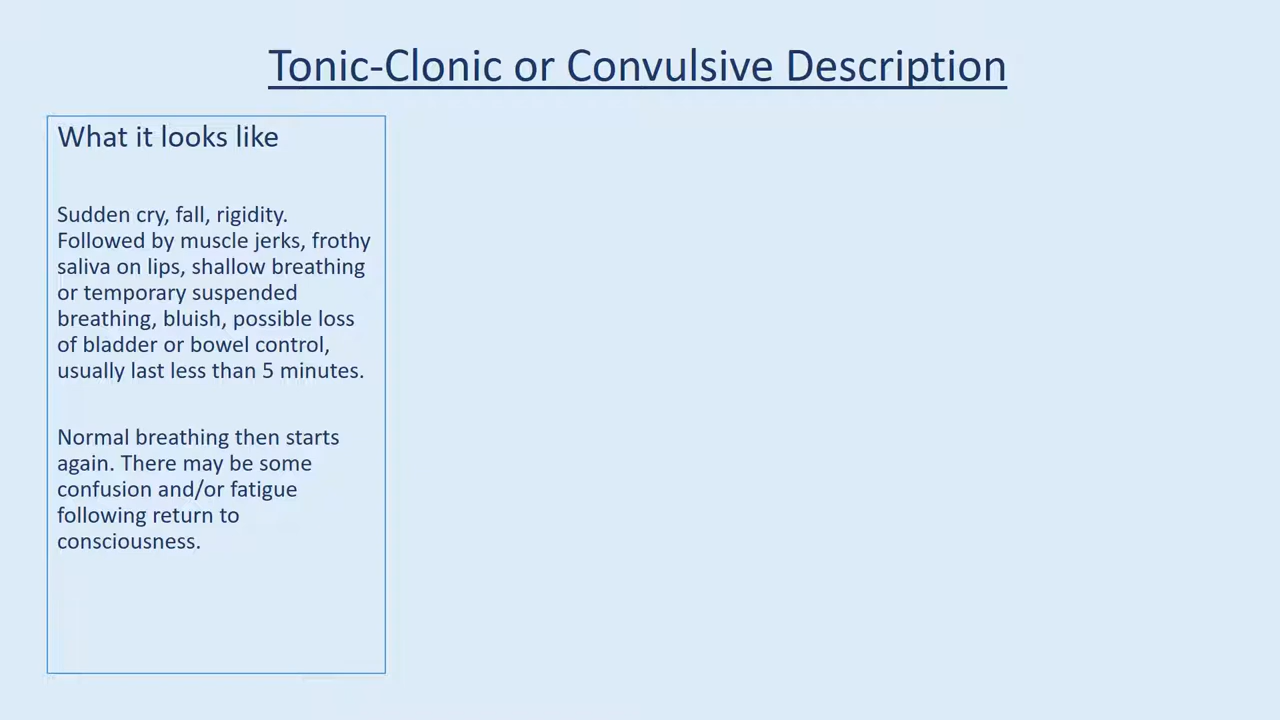 Tonic-Clonic or Convulsive Description
What it looks like
Sudden cry, fall, rigidity.
Followed by muscle jerks, frothy
saliva on lips, shallow breathing
or temporary suspended
breathing, bluish, possible loss
of bladder or bowel control,
usually last less than 5 minutes.
Normal breathing then starts
again. There may be some
confusion and/or fatigue
following return to
consciousness.